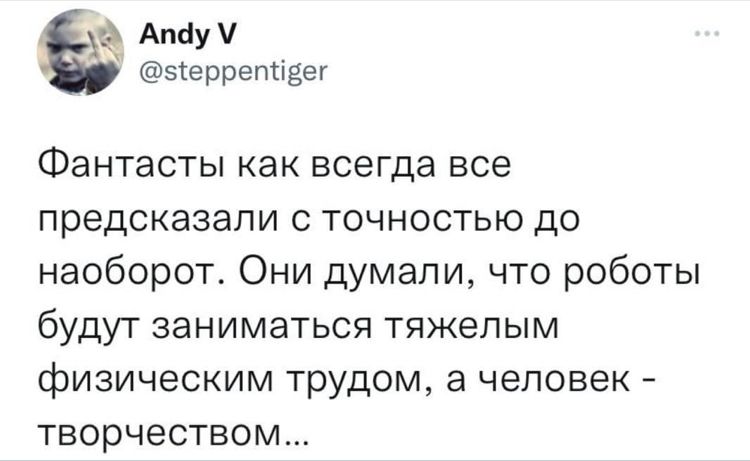 Andy V
@steppentiger
Фантасты как всегда все
предсказали с точностью до
наоборот. Они думали, что роботы
будут заниматься тяжелым
физическим трудом, а человек -
творчеством...